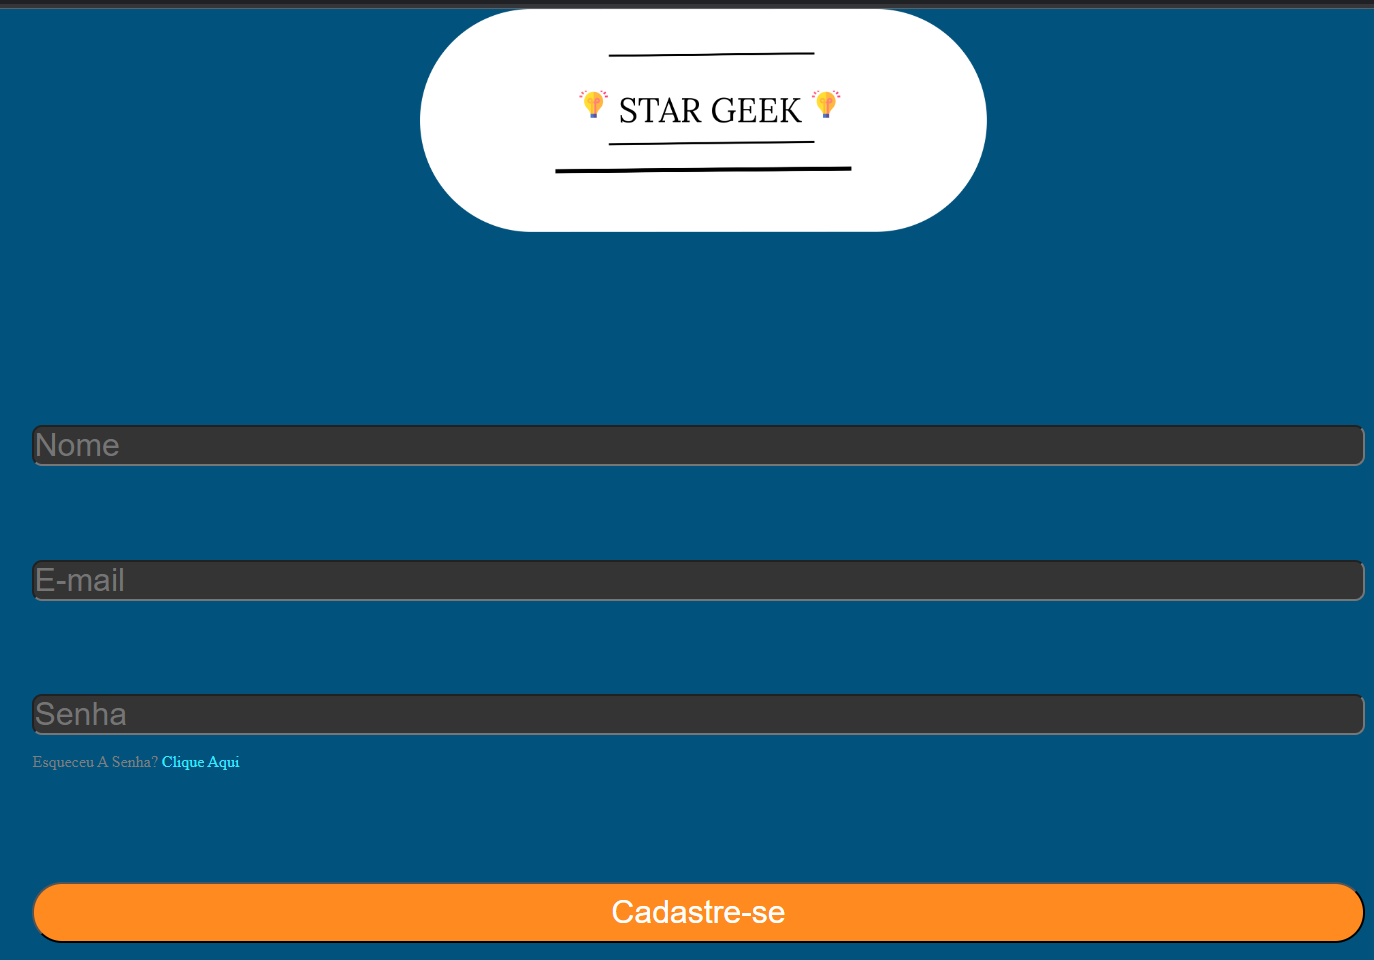 STAR GEEK
Nome
E-mail
Senha
Esqueceu A Senha? Clique Aqui
Cadastre-se